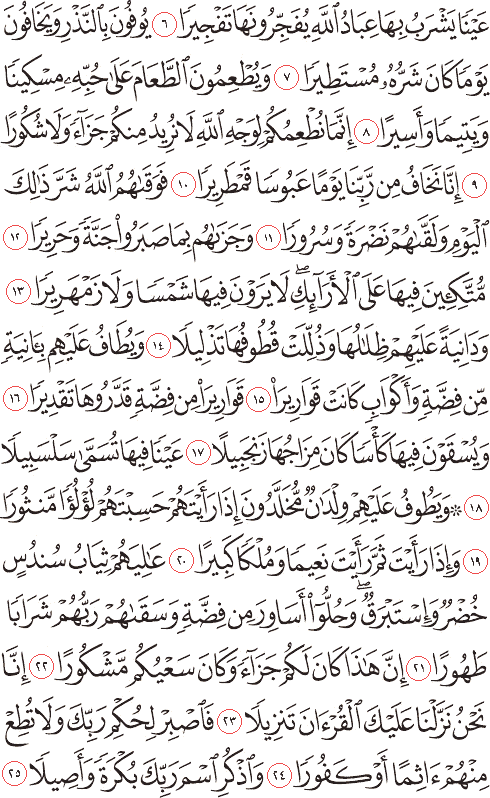 عَيۡنٗا يَشۡرَبُ بِهَا عِبَادُ ٱللَّهِ يُفَجِّرُونَهَا تَفۡجِيرٗا ٦ يُوفُونَ بِٱلنَّذۡرِ وَيَخَافُونَ
يَوۡمٗا كَانَ شَرُّهُۥ مُسۡتَطِيرٗا ٧ وَيُطۡعِمُونَ ٱلطَّعَامَ عَلَىٰ حُبِّهِۦ مِسۡكِينٗا
وَيَتِيمٗا وَأَسِيرًا ٨ إِنَّمَا نُطۡعِمُكُمۡ لِوَجۡهِ ٱللَّهِ لَا نُرِيدُ مِنكُمۡ جَزَآءٗ وَلَا شُكُورًا
٩ إِنَّا نَخَافُ مِن رَّبِّنَا يَوۡمًا عَبُوسٗا قَمۡطَرِيرٗا ١٠ فَوَقَىٰهُمُ ٱللَّهُ شَرَّ ذَٰلِكَ
ٱلۡيَوۡمِ وَلَقَّىٰهُمۡ نَضۡرَةٗ وَسُرُورٗا ١١ وَجَزَىٰهُم بِمَا صَبَرُواْ جَنَّةٗ وَحَرِيرٗا ١٢
مُّتَّكِـِٔينَ فِيهَا عَلَى ٱلۡأَرَآئِكِۖ لَا يَرَوۡنَ فِيهَا شَمۡسٗا وَلَا زَمۡهَرِيرٗا ١٣
وَدَانِيَةً عَلَيۡهِمۡ ظِلَٰلُهَا وَذُلِّلَتۡ قُطُوفُهَا تَذۡلِيلٗا ١٤ وَيُطَافُ عَلَيۡهِم بِـَٔانِيَةٖ
مِّن فِضَّةٖ وَأَكۡوَابٖ كَانَتۡ قَوَارِيرَا۠ ١٥ قَوَارِيرَاْ مِن فِضَّةٖ قَدَّرُوهَا تَقۡدِيرٗا ١٦
وَيُسۡقَوۡنَ فِيهَا كَأۡسٗا كَانَ مِزَاجُهَا زَنجَبِيلًا ١٧ عَيۡنٗا فِيهَا تُسَمَّىٰ سَلۡسَبِيلٗا
١٨ ۞وَيَطُوفُ عَلَيۡهِمۡ وِلۡدَٰنٞ مُّخَلَّدُونَ إِذَا رَأَيۡتَهُمۡ حَسِبۡتَهُمۡ لُؤۡلُؤٗا مَّنثُورٗا
١٩ وَإِذَا رَأَيۡتَ ثَمَّ رَأَيۡتَ نَعِيمٗا وَمُلۡكٗا كَبِيرًا ٢٠ عَٰلِيَهُمۡ ثِيَابُ سُندُسٍ
خُضۡرٞ وَإِسۡتَبۡرَقٞۖ وَحُلُّوٓاْ أَسَاوِرَ مِن فِضَّةٖ وَسَقَىٰهُمۡ رَبُّهُمۡ شَرَابٗا
طَهُورًا ٢١ إِنَّ هَٰذَا كَانَ لَكُمۡ جَزَآءٗ وَكَانَ سَعۡيُكُم مَّشۡكُورًا ٢٢ إِنَّا
نَحۡنُ نَزَّلۡنَا عَلَيۡكَ ٱلۡقُرۡءَانَ تَنزِيلٗا ٢٣ فَٱصۡبِرۡ لِحُكۡمِ رَبِّكَ وَلَا تُطِعۡ
مِنۡهُمۡ ءَاثِمًا أَوۡ كَفُورٗا ٢٤ وَٱذۡكُرِ ٱسۡمَ رَبِّكَ بُكۡرَةٗ وَأَصِيلٗا ٢٥